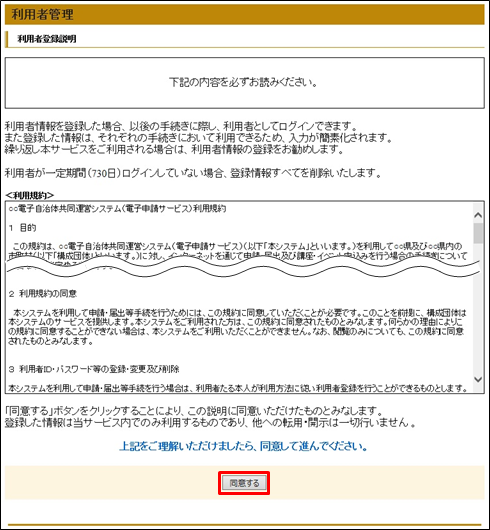 利用者管理
利用者登録説明
下記の内容を必ずお読みください。
利用者情報を登録した場合、以後の手続きに際し、利用者としてログインできます。
また登録した情報は、それぞれの手続きにおいて利用できるため、入力が簡素化されます。
繰り返し本サービスをご利用される場合は、利用者情報の登録をお勧めします。
利用者が一定期間(730日)ログインしていない場合、登録情報すべてを削除いたします。
<利用規約>
○○電子自治体共同運営システム(電子申請サービス)利用規約
1 目的
この規約は、○○電子自治体共同運営システム(電子申請サービス)(以下「本システム」といいます。)を利用して○○県及び○○県内の
市町村(以下「構成団体」といいます。)に対し、インターネットを通じて申請・届出及び講座・イベント申込みを行う場合の手続きについて
2 利用規約の同意
本システムを利用して申請・届出等手続を行うためには、この規約に同意していただくことが必要です。このことを前提に、構成団体は
本システムのサービスを提供します。本システムをご利用された方は、この規約に同意されたものとみなします。何らかの理由によりこ
の規約に同意することができない場合は、本システムをご利用いただくことができません。なお、閲覧のみについても、この規約に同意
されたものとみなします。
3 利用者ID・パスワード等の登録・変更及び削除
本システムを利用して申請・届出等手続を行う場合は、利用者たる本人が利用方法に従い利用者登録を行うことができるものとします。
「同意する」ボタンをクリックすることにより、この説明に同意いただけたものとみなします。
登録した情報は当サービス内でのみ利用するものであり、他への転用・開示は一切行いません。
上記をご理解いただけましたら、同意して進んでください。
同意する